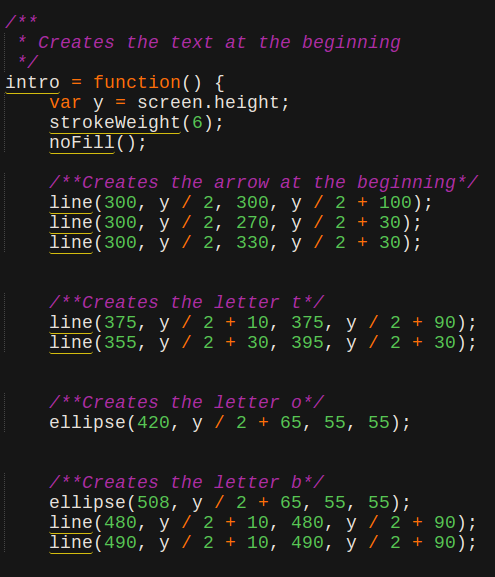 /**
 * Creates the text at the beginning
 */
intro = function() {
    var y = screen.height;
    strokeWeight(6);
    noFill();
    /**Creates the arrow at the beginning*/
    line(300, y / 2, 300, y / 2 + 100);
    line(300, y / 2, 270, y / 2 + 30);
    line(300, y / 2, 330, y / 2 + 30);
    /**Creates the letter t*/
    line(375, y / 2 + 10, 375, y / 2 + 90);
    line(355, y / 2 + 30, 395, y / 2 + 30);
    /**Creates the letter o*/
    ellipse(420, y / 2 + 65, 55, 55);
    /**Creates the letter b*/
    ellipse(508, y / 2 + 65, 55, 55);
    line(480, y / 2 + 10, 480, y / 2 + 90);
    line(490, y / 2 + 10, 490, y / 2 + 90);